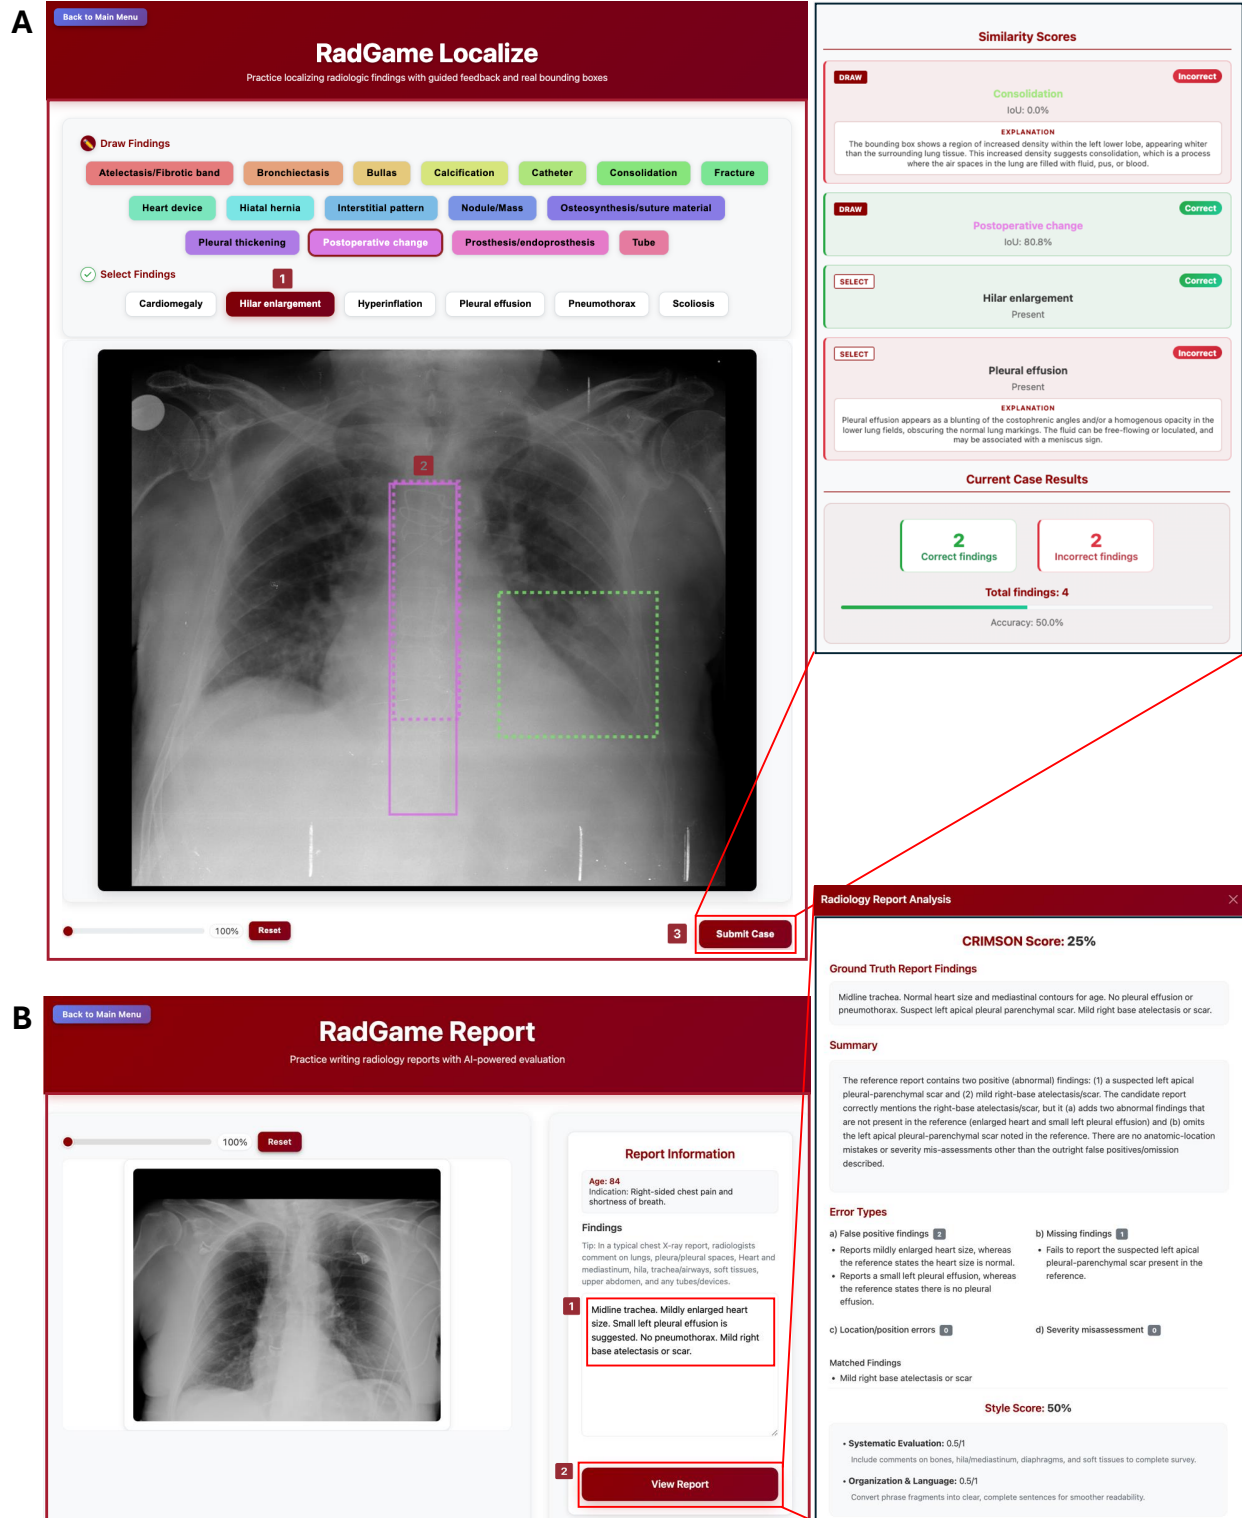 A
Back to Main Menu
RadGame Localize
Practice localizing radiologic findings with guided feedback and real bounding boxes
Draw Findings
Atelectasis/Fibrotic band
Bronchiectasis
Bullas
Calcification
Catheter
Consolidation
Fracture
Heart device
Hiatal hernia
Interstitial pattern
Nodule/Mass
Osteosynthesis/suture material
Pleural thickening
Postoperative change
Prosthesis/endoprosthesis
Tube
Select Findings
1
Cardiomegaly
Hilar enlargement
Hyperinflation
Pleural effusion
Pneumothorax
Scoliosis
2
100%
Reset
3
Submit Case
Similarity Scores
DRAW
Incorrect
Consolidation
IoU: 0.0%
EXPLANATION
The bounding box shows a region of increased density within the left lower lobe, appearing whiter
than the surrounding lung tissue. This increased density suggests consolidation, which is a process
where the air spaces in the lung are filled with fluid, pus, or blood.
DRAW
Correct
Postoperative change
IoU: 80.8%
SELECT
Correct
Hilar enlargement
Present
SELECT
Incorrect
Pleural effusion
Present
EXPLANATION
Pleural effusion appears as a blunting of the costophrenic angles and/or a homogenous opacity in the
lower lung fields, obscuring the normal lung markings. The fluid can be free-flowing or loculated, and
may be associated with a meniscus sign.
Current Case Results
2
Correct findings
2
Incorrect findings
Total findings: 4
Accuracy: 50.0%
B
Back to Main Menu
RadGame Report
Practice writing radiology reports with AI-powered evaluation
100%
Reset
Report Information
Age: 84
Indication: Right-sided chest pain and
shortness of breath.
Findings
Tip: In a typical chest X-ray report, radiologists
comment on lungs, pleura/pleural spaces, Heart and
mediastinum, hila, trachea/airways, soft tissues,
upper abdomen, and any tubes/devices.
1
Midline trachea. Mildly enlarged heart
size. Small left pleural effusion is
suggested. No pneumothorax. Mild right
base atelectasis or scar.
2
View Report
Radiology Report Analysis
CRIMSON Score: 25%
Ground Truth Report Findings
Midline trachea. Normal heart size and mediastinal contours for age. No pleural effusion or
pneumothorax. Suspect left apical pleural parenchymal scar. Mild right base atelectasis or scar.
Summary
The reference report contains two positive (abnormal) findings: (1) a suspected left apical
pleural-parenchymal scar and (2) mild right-base atelectasis/scar. The candidate report
correctly mentions the right-base atelectasis/scar, but it (a) adds two abnormal findings that
are not present in the reference (enlarged heart and small left pleural effusion) and (b) omits
the left apical pleural-parenchymal scar noted in the reference. There are no anatomic-location
mistakes or severity mis-assessments other than the outright false positives/omission
described.
Error Types
a) False positive findings 2
• Reports mildly enlarged heart size, whereas
the reference states the heart size is normal.
• Reports a small left pleural effusion, whereas
the reference states there is no pleural
effusion.
b) Missing findings 1
• Fails to report the suspected left apical
pleural-parenchymal scar present in the
reference.
c) Location/position errors 0
d) Severity misassessment 0
Matched Findings
• Mild right base atelectasis or scar
Style Score: 50%
• Systematic Evaluation: 0.5/1
Include comments on bones, hila/mediastinum, diaphragms, and soft tissues to complete survey.
• Organization & Language: 0.5/1
Convert phrase fragments into clear, complete sentences for smoother readability.